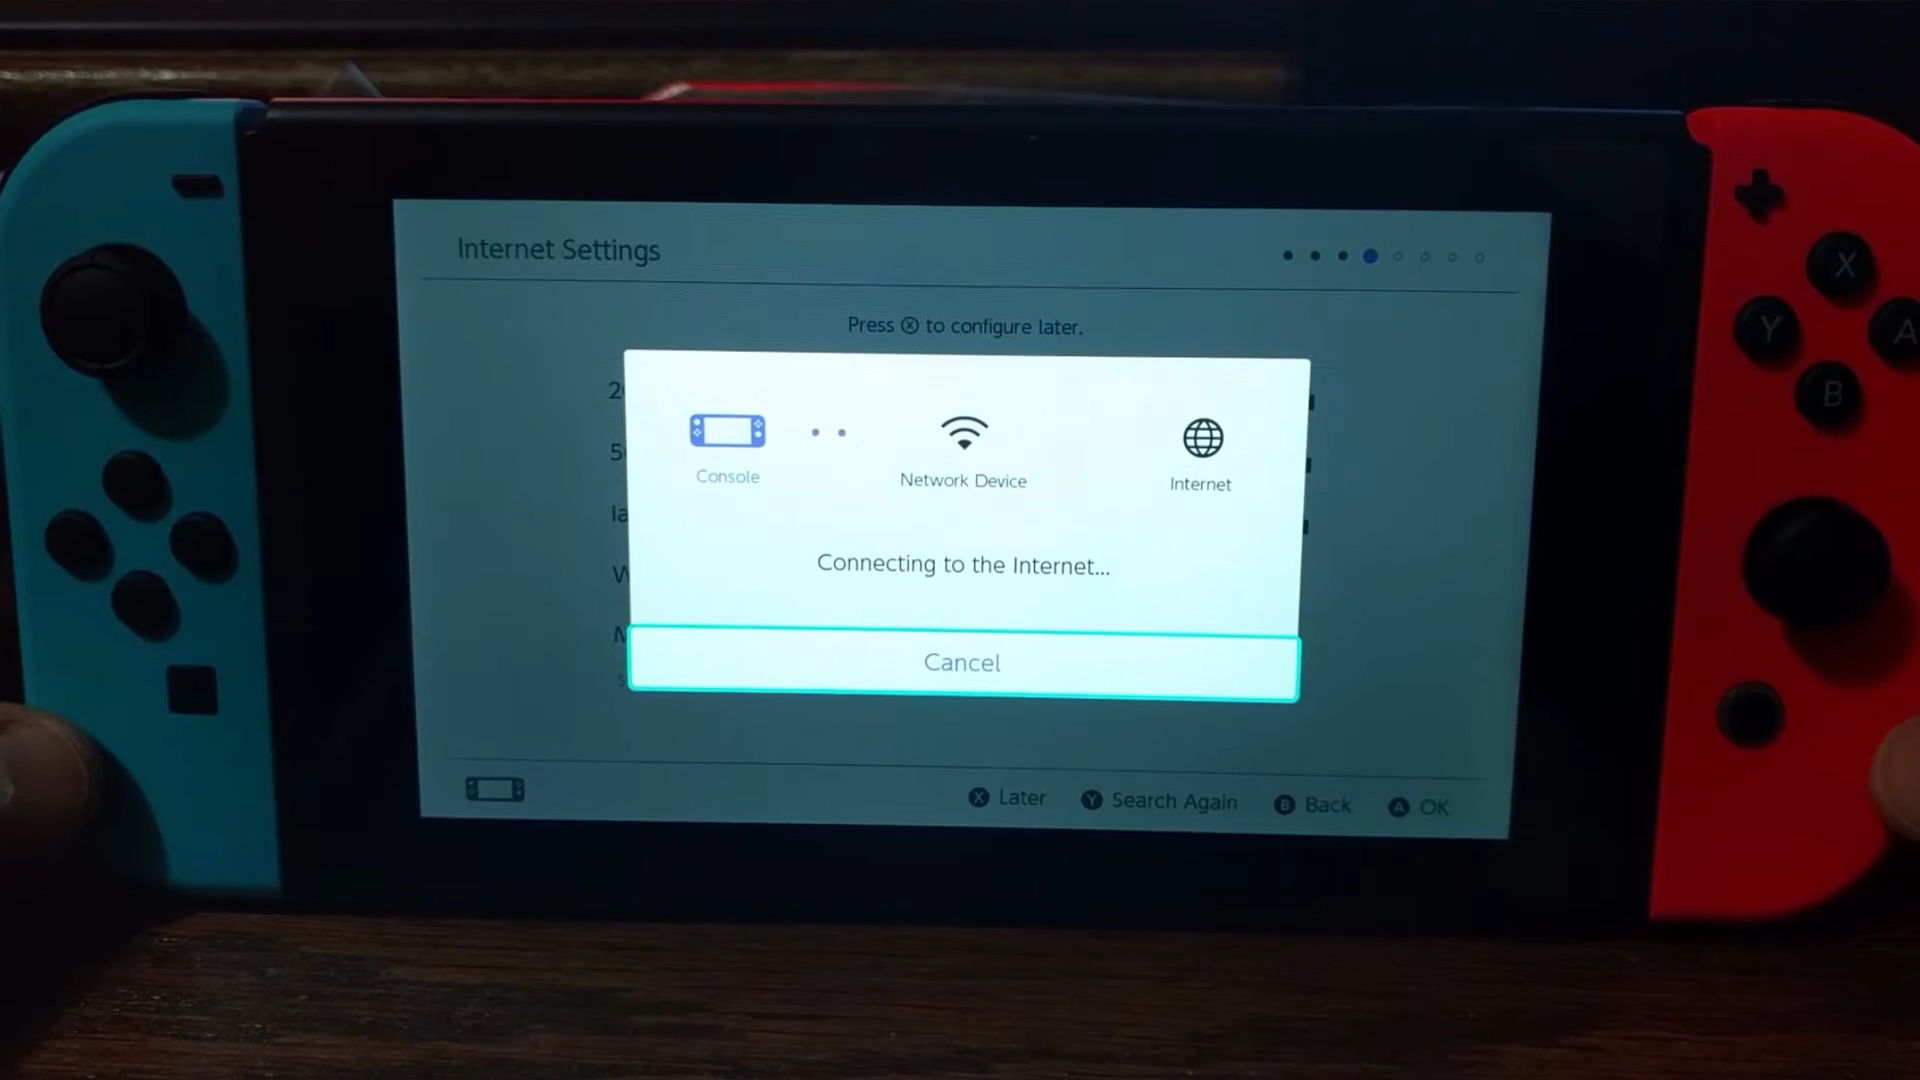 Internet Settings
Press Ⓧ to configure later.
Console
Network Device
Internet
Connecting to the Internet...
Cancel
X Later Y Search Again B Back A OK
X
Y
A
B